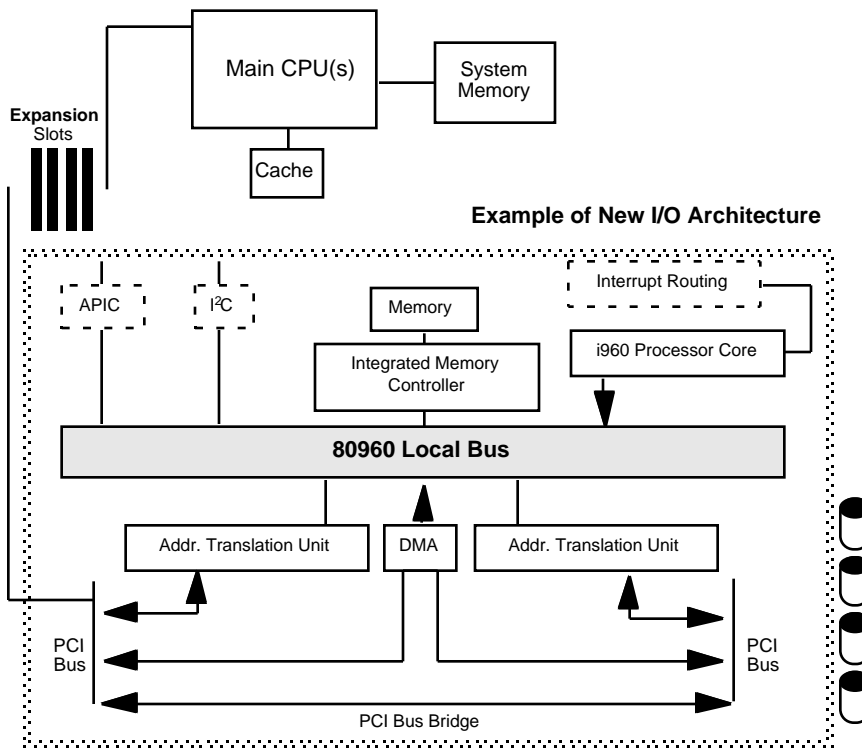 Main CPU(s)
System
Memory
Expansion
Slots
Cache
Example of New I/O Architecture
APIC
I²C
Memory
Interrupt Routing
Integrated Memory
Controller
i960 Processor Core
80960 Local Bus
Addr. Translation Unit
DMA
Addr. Translation Unit
PCI
Bus
PCI
Bus
PCI Bus Bridge